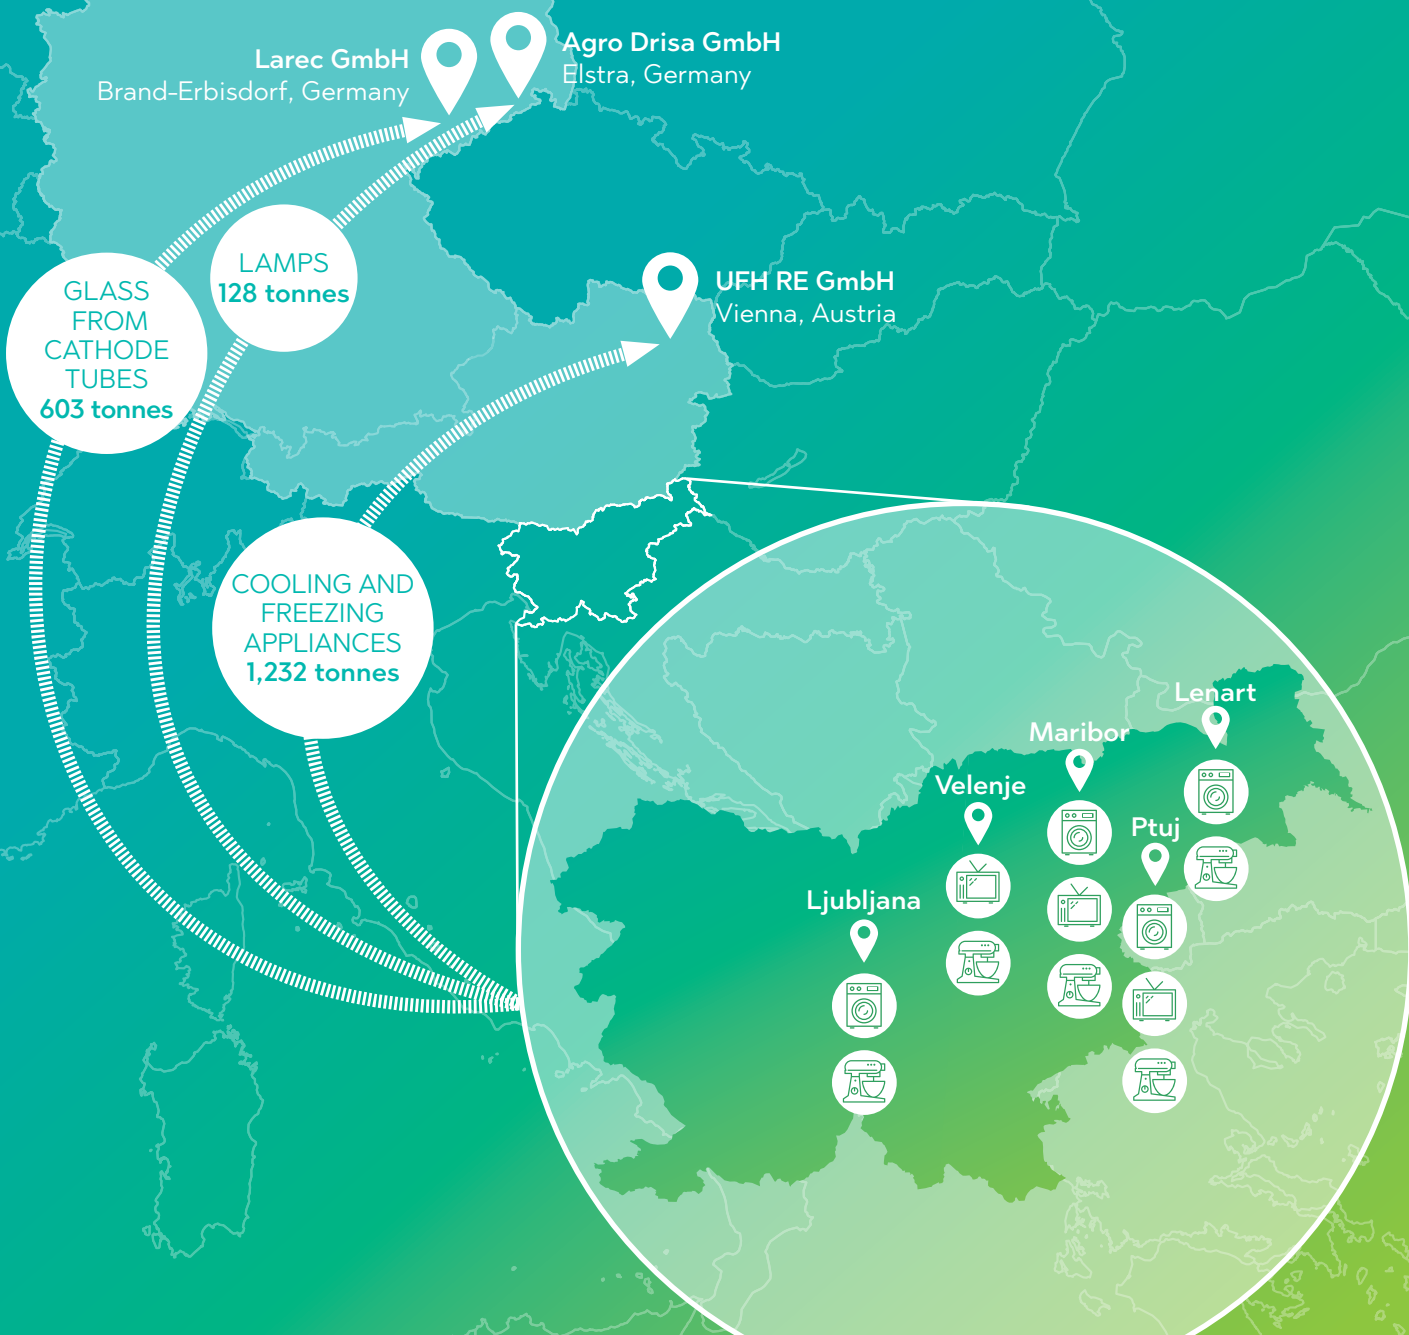 Larec GmbH
Brand-Erbisdorf, Germany
Agro Drisa GmbH
Elstra, Germany
LAMPS
128 tonnes
GLASS
FROM
CATHODE
TUBES
603 tonnes
UFH RE GmbH
Vienna, Austria
COOLING AND
FREEZING
APPLIANCES
1,232 tonnes
Lenart
Maribor
Velenje
Ptuj
Ljubljana